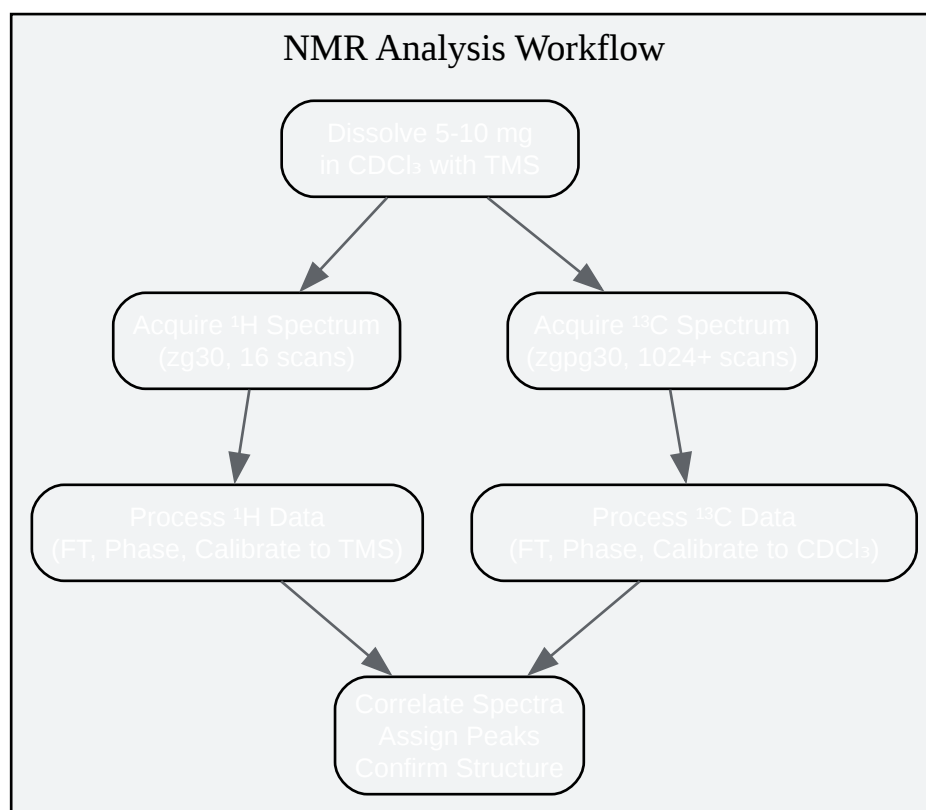 NMR Analysis Workflow
Dissolve 5-10 mg
in CDCl₃ with TMS
Acquire ¹H Spectrum
(zg30, 16 scans)
Acquire ¹³C Spectrum
(zgpg30, 1024+ scans)
Process ¹H Data
(FT, Phase, Calibrate to TMS)
Process ¹³C Data
(FT, Phase, Calibrate to CDCl₃)
Correlate Spectra
Assign Peaks
Confirm Structure